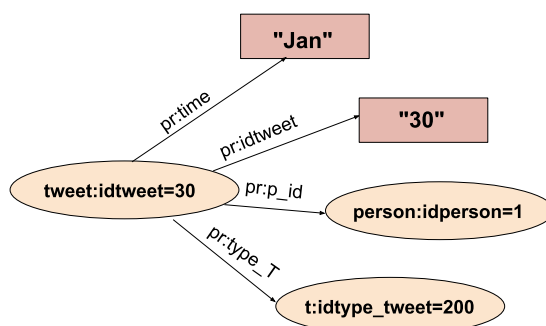 "Jan"
pr:time
pr:idtweet
"30"
tweet:idtweet=30
pr:p_id
person:idperson=1
pr:type_T
t:idtype_tweet=200